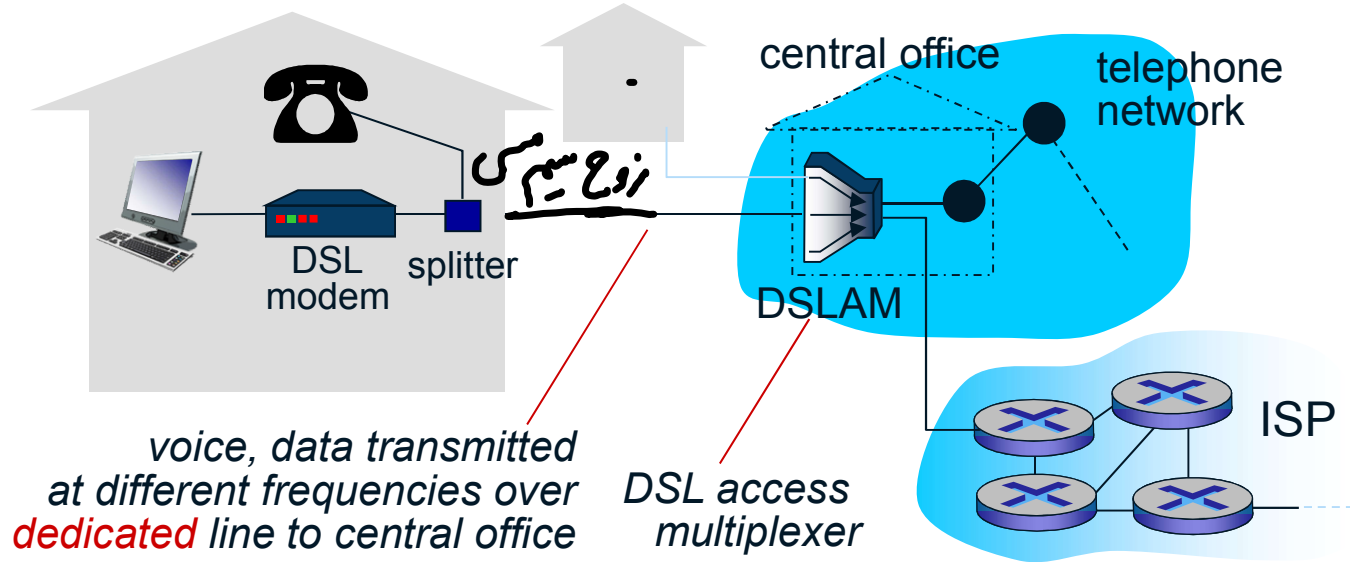 central office
telephone
network
زوج سیم مسی
DSL
modem
splitter
DSLAM
ISP
voice, data transmitted
at different frequencies over
dedicated line to central office
DSL access
multiplexer